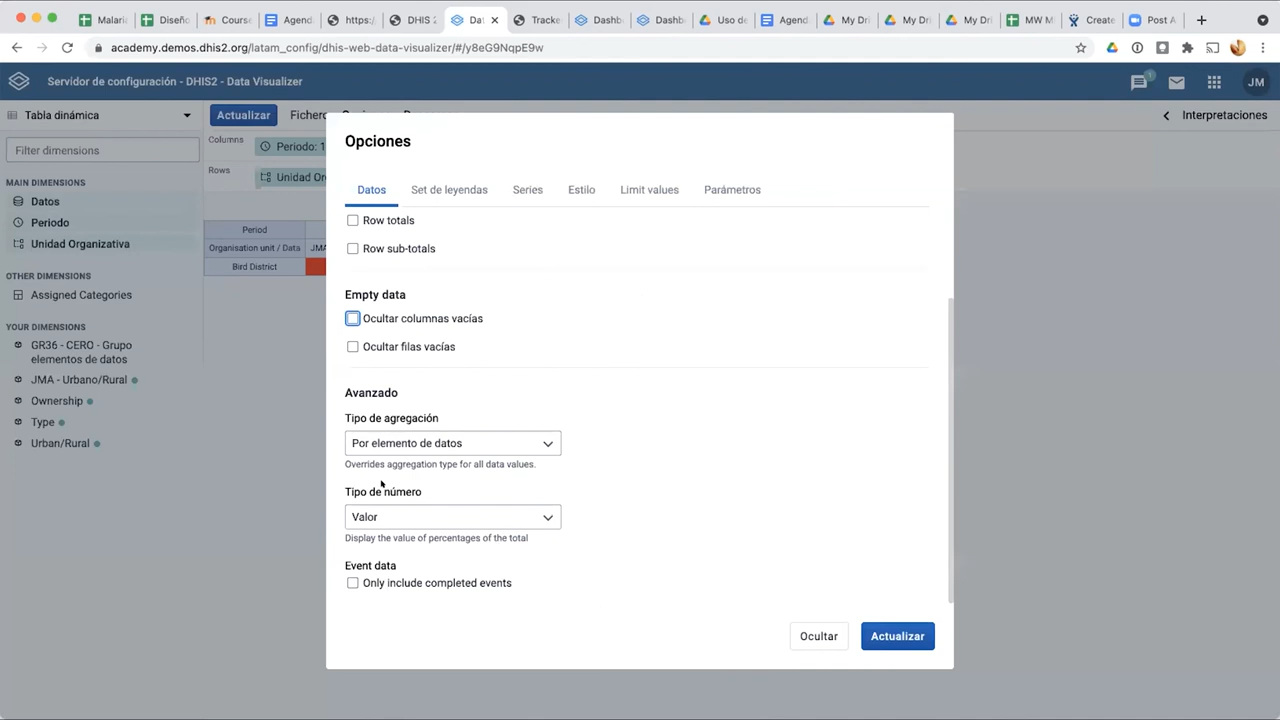 Malari
Diseño
Course
Agend
https:/
DHIS 2
Dat
Tracke
Dashb
Dashb
Uso de
Agend
My Dri
My Dri
My Dri
MW M
Create
Post A
academy.demos.dhis2.org/latam_config/dhis-web-data-visualizer/#/y8eG9NqpE9w
Servidor de configuración - DHIS2 - Data Visualizer
1
JM
Tabla dinámica
Actualizar
Fichero
Interpretaciones
Filter dimensions
Columns
Periodo: 1
Rows
Unidad Or
MAIN DIMENSIONS
Datos
Periodo
Unidad Organizativa
OTHER DIMENSIONS
Assigned Categories
YOUR DIMENSIONS
GR36 - CERO - Grupo
elementos de datos
JMA - Urbano/Rural
Ownership
Type
Urban/Rural
Period
Organisation unit / Data
JMA
Bird District
Opciones
Datos
Set de leyendas
Series
Estilo
Limit values
Parámetros
Row totals
Row sub-totals
Empty data
Ocultar columnas vacías
Ocultar filas vacías
Avanzado
Tipo de agregación
Por elemento de datos
Overrides aggregation type for all data values.
Tipo de número
Valor
Display the value of percentages of the total
Event data
Only include completed events
Ocultar
Actualizar